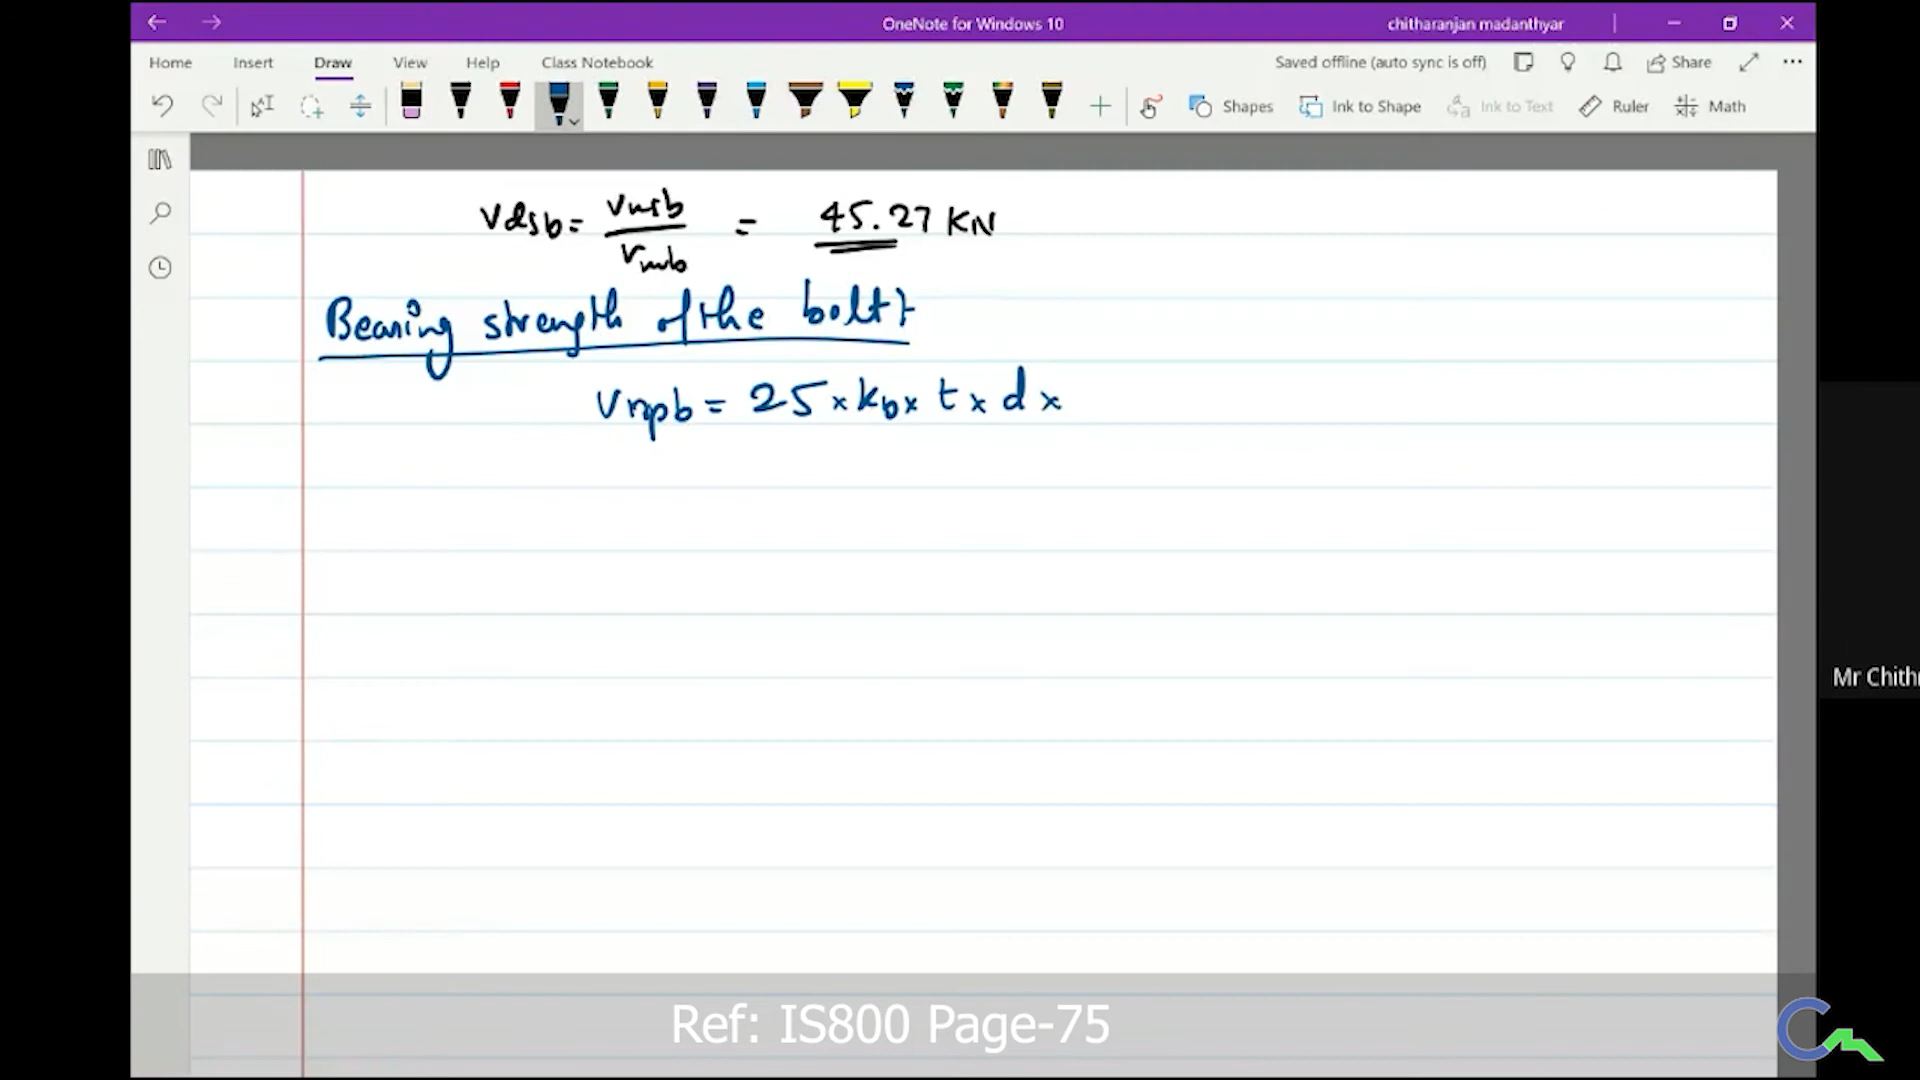 OneNote for Windows 10
chitharanjan madanthyar
Home Insert Draw View Help Class Notebook
Saved offline (auto sync is off) Share
Shapes Ink to Shape Ink to Text Ruler Math
Vdsb = Vnsb / γmb = 45.27 KN
Bearing strength of the bolt:
Vnpb = 25 × kb × t × d ×
Mr Chith
Ref: IS800 Page-75